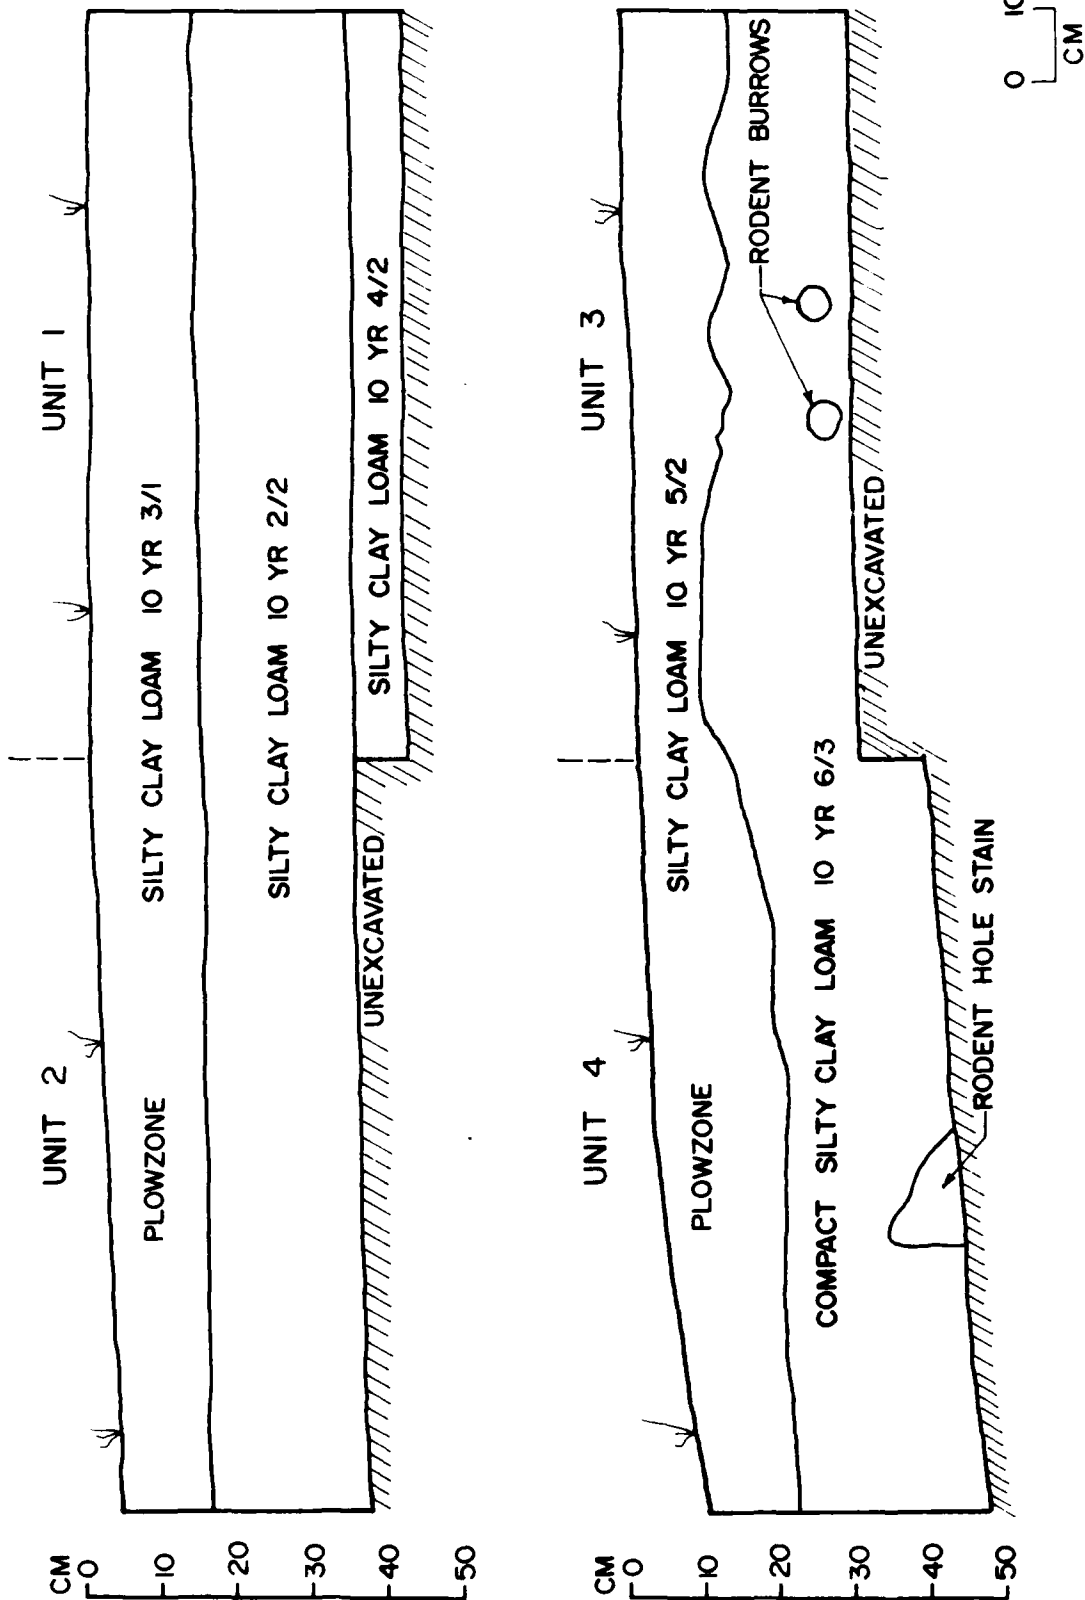 UNIT 2
UNIT 1
CM
0
10
20
30
40
50
PLOWZONE
SILTY CLAY LOAM 10 YR 3/1
SILTY CLAY LOAM 10 YR 2/2
SILTY CLAY LOAM 10 YR 4/2
UNEXCAVATED
UNIT 4
UNIT 3
CM
0
10
20
30
40
50
PLOWZONE
SILTY CLAY LOAM 10 YR 5/2
COMPACT SILTY CLAY LOAM 10 YR 6/3
RODENT BURROWS
UNEXCAVATED
RODENT HOLE STAIN
0 10
CM